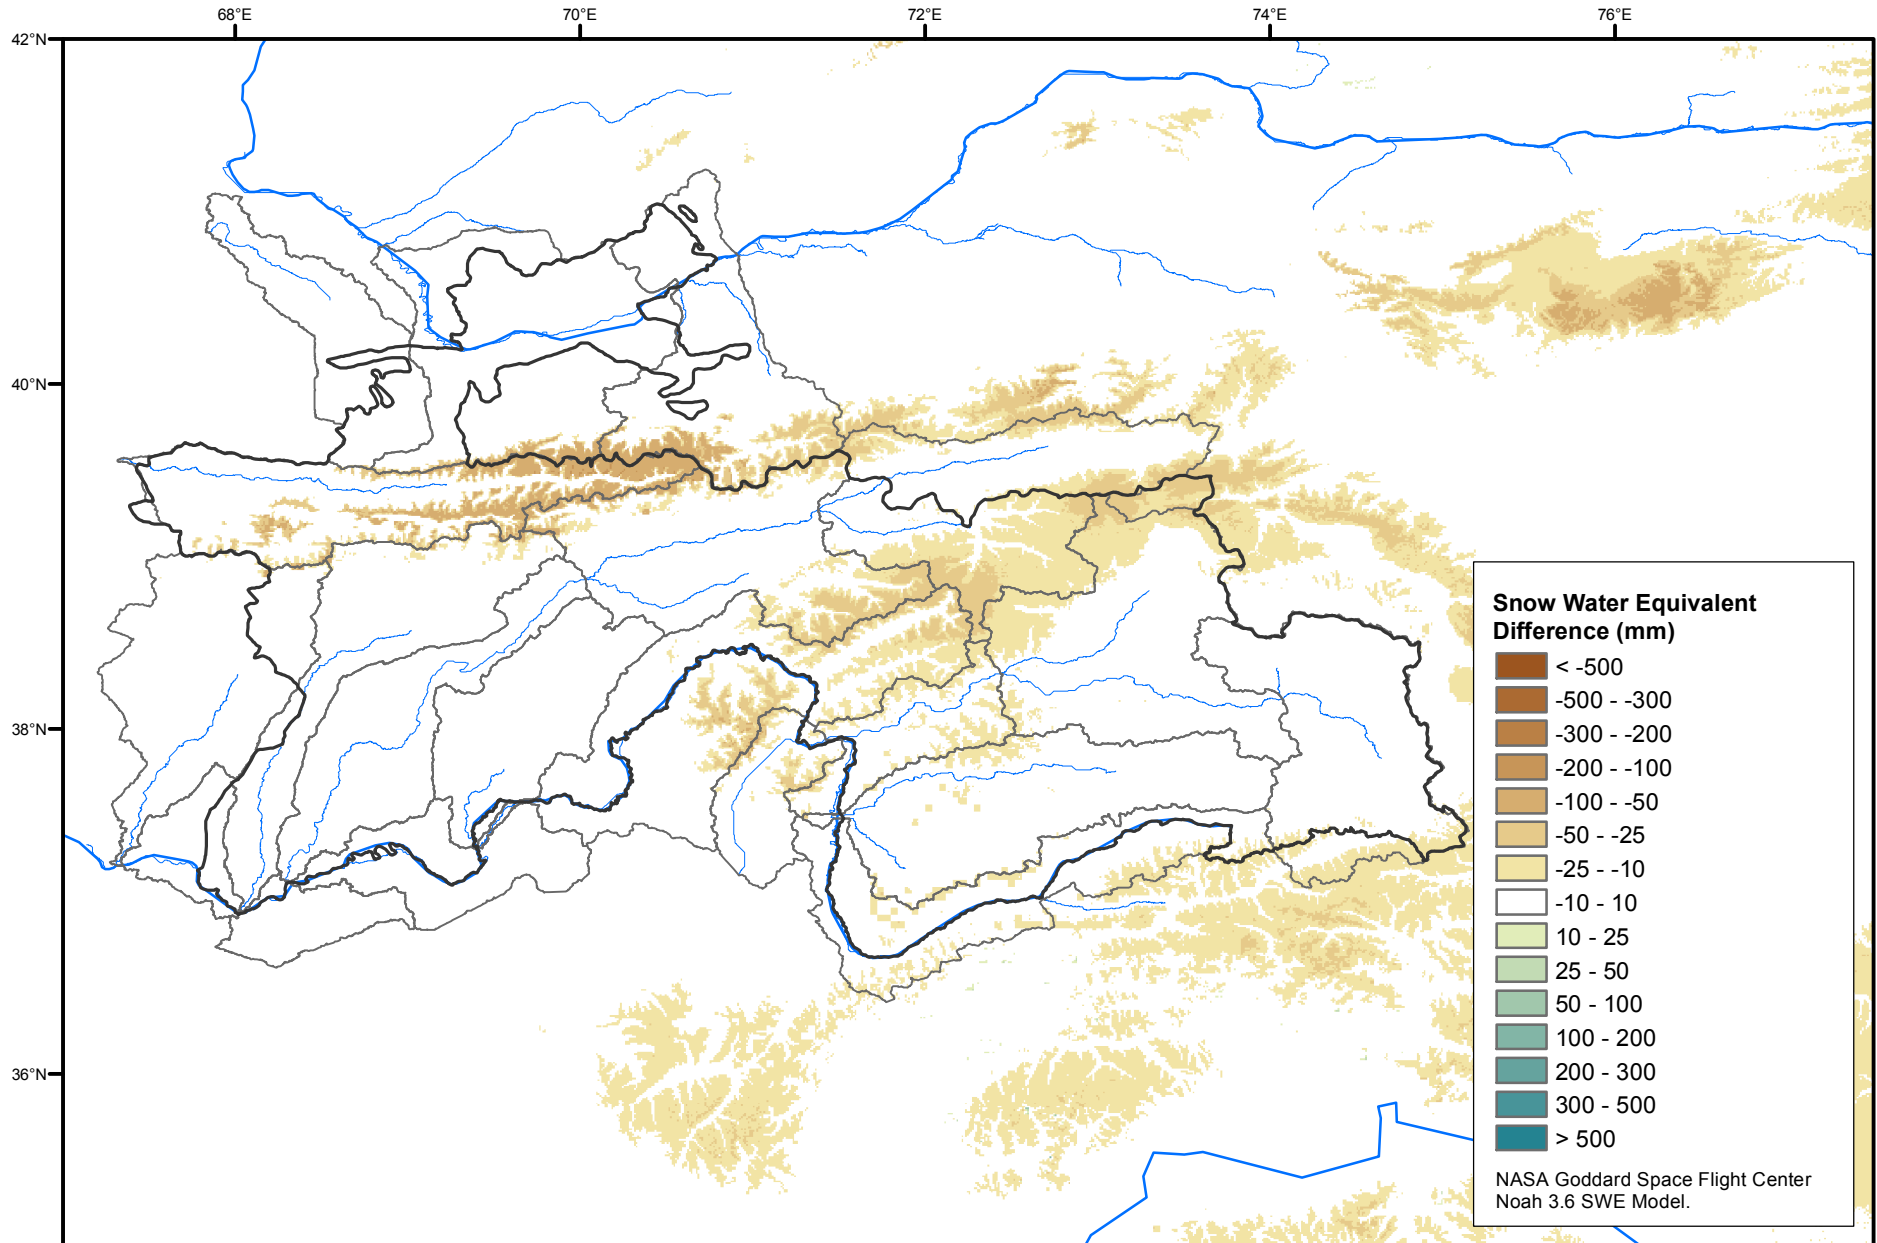 68°E 70°E 72°E 74°E 76°E
42°N
40°N
38°N
36°N
Snow Water Equivalent
Difference (mm)
< -500
-500 - -300
-300 - -200
-200 - -100
-100 - -50
-50 - -25
-25 - -10
-10 - 10
10 - 25
25 - 50
50 - 100
100 - 200
200 - 300
300 - 500
> 500
NASA Goddard Space Flight Center
Noah 3.6 SWE Model.